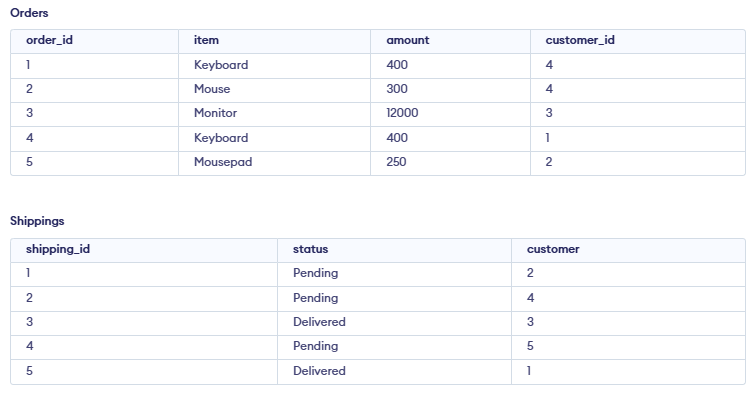 Orders
order_id item amount customer_id
1 Keyboard 400 4
2 Mouse 300 4
3 Monitor 12000 3
4 Keyboard 400 1
5 Mousepad 250 2
Shippings
shipping_id status customer
1 Pending 2
2 Pending 4
3 Delivered 3
4 Pending 5
5 Delivered 1